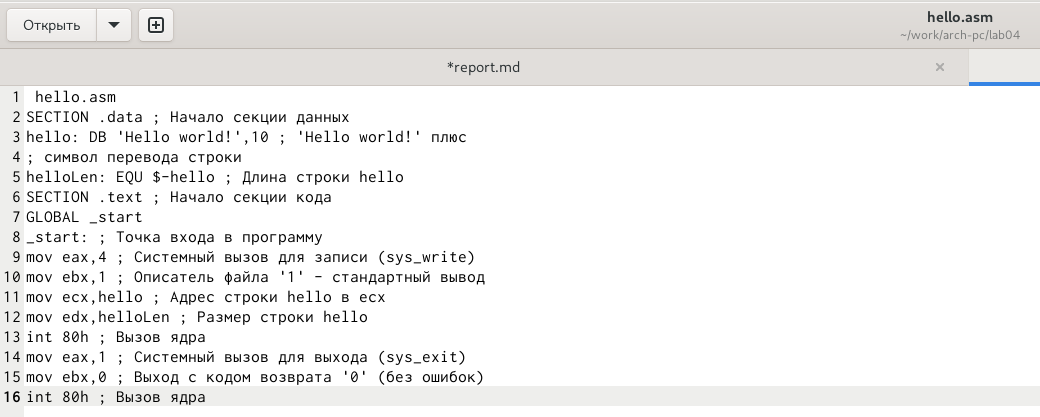 Открыть
hello.asm
~/work/arch-pc/lab04
*report.md
1 hello.asm
2 SECTION .data ; Начало секции данных
3 hello: DB 'Hello world!',10 ; 'Hello world!' плюс
4 ; символ перевода строки
5 helloLen: EQU $-hello ; Длина строки hello
6 SECTION .text ; Начало секции кода
7 GLOBAL _start
8 _start: ; Точка входа в программу
9 mov eax,4 ; Системный вызов для записи (sys_write)
10 mov ebx,1 ; Описатель файла '1' - стандартный вывод
11 mov ecx,hello ; Адрес строки hello в ecx
12 mov edx,helloLen ; Размер строки hello
13 int 80h ; Вызов ядра
14 mov eax,1 ; Системный вызов для выхода (sys_exit)
15 mov ebx,0 ; Выход с кодом возврата '0' (без ошибок)
16 int 80h ; Вызов ядра